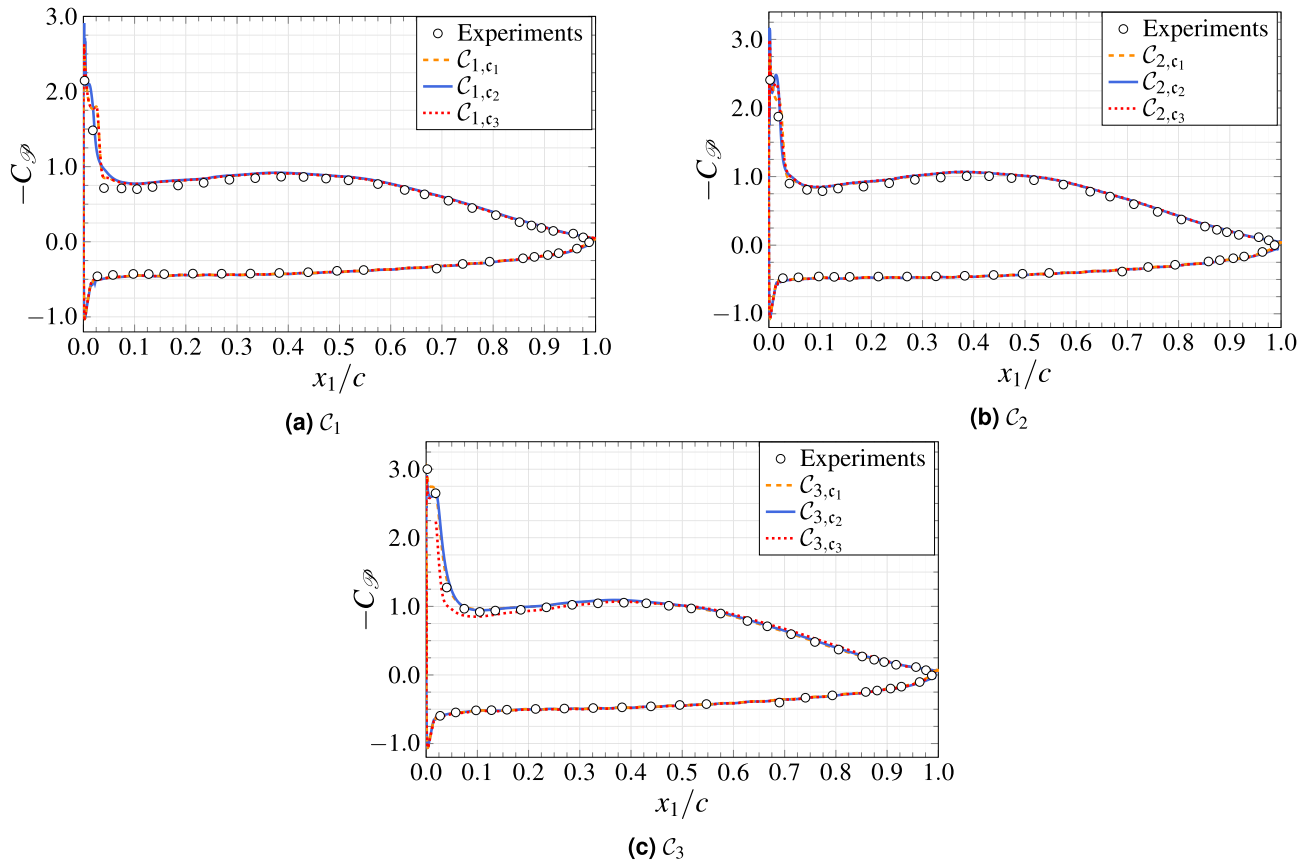 3.0
2.0
1.0
0.0
−1.0
−C𝒫
0.0 0.1 0.2 0.3 0.4 0.5 0.6 0.7 0.8 0.9 1.0
x₁/c
Experiments
𝒞1,𝔠1
𝒞1,𝔠2
𝒞1,𝔠3
(a) 𝒞1
3.0
2.0
1.0
0.0
−1.0
−C𝒫
0.0 0.1 0.2 0.3 0.4 0.5 0.6 0.7 0.8 0.9 1.0
x₁/c
Experiments
𝒞2,𝔠1
𝒞2,𝔠2
𝒞2,𝔠3
(b) 𝒞2
3.0
2.0
1.0
0.0
−1.0
−C𝒫
0.0 0.1 0.2 0.3 0.4 0.5 0.6 0.7 0.8 0.9 1.0
x₁/c
Experiments
𝒞3,𝔠1
𝒞3,𝔠2
𝒞3,𝔠3
(c) 𝒞3